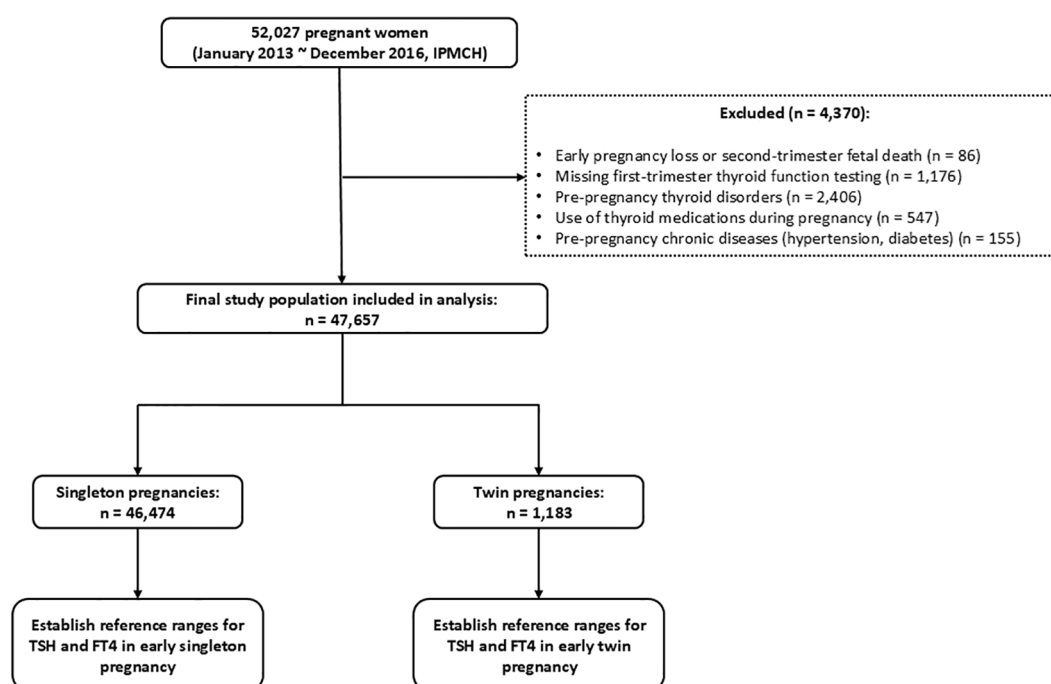 52,027 pregnant women
(January 2013 ~ December 2016, IPMCH)
Excluded (n = 4,370):
• Early pregnancy loss or second-trimester fetal death (n = 86)
• Missing first-trimester thyroid function testing (n = 1,176)
• Pre-pregnancy thyroid disorders (n = 2,406)
• Use of thyroid medications during pregnancy (n = 547)
• Pre-pregnancy chronic diseases (hypertension, diabetes) (n = 155)
Final study population included in analysis:
n = 47,657
Singleton pregnancies:
n = 46,474
Twin pregnancies:
n = 1,183
Establish reference ranges for
TSH and FT4 in early singleton
pregnancy
Establish reference ranges for
TSH and FT4 in early twin
pregnancy